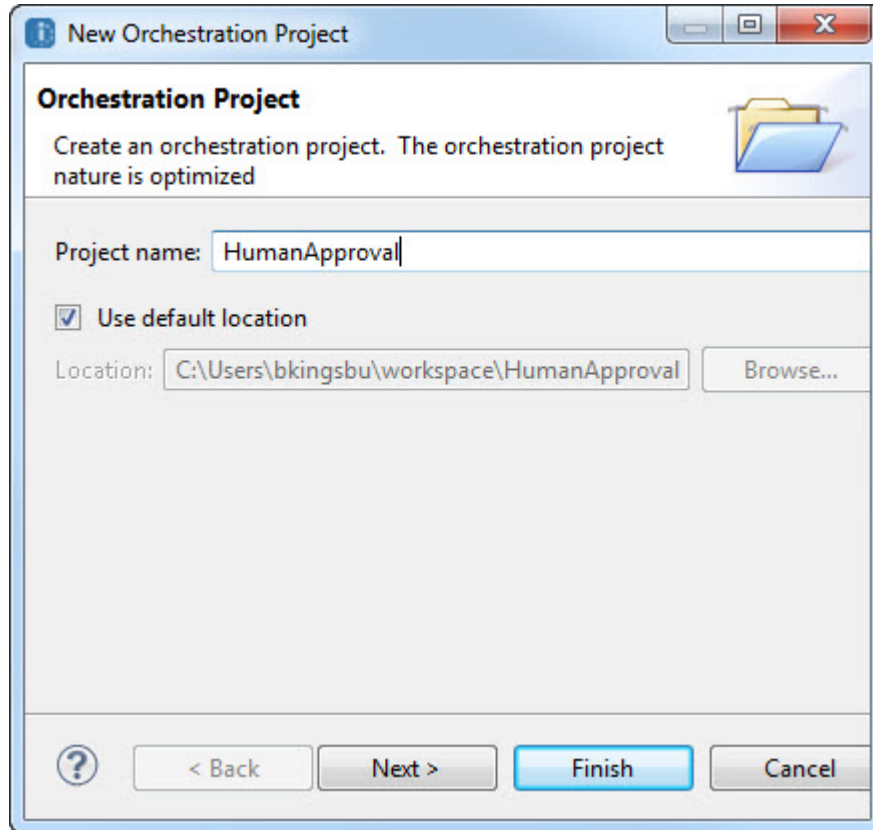 New Orchestration Project
Orchestration Project
Create an orchestration project. The orchestration project
nature is optimized
Project name: HumanApproval
Use default location
Location: C:\Users\bkingsbu\workspace\HumanApproval Browse...
? < Back Next > Finish Cancel